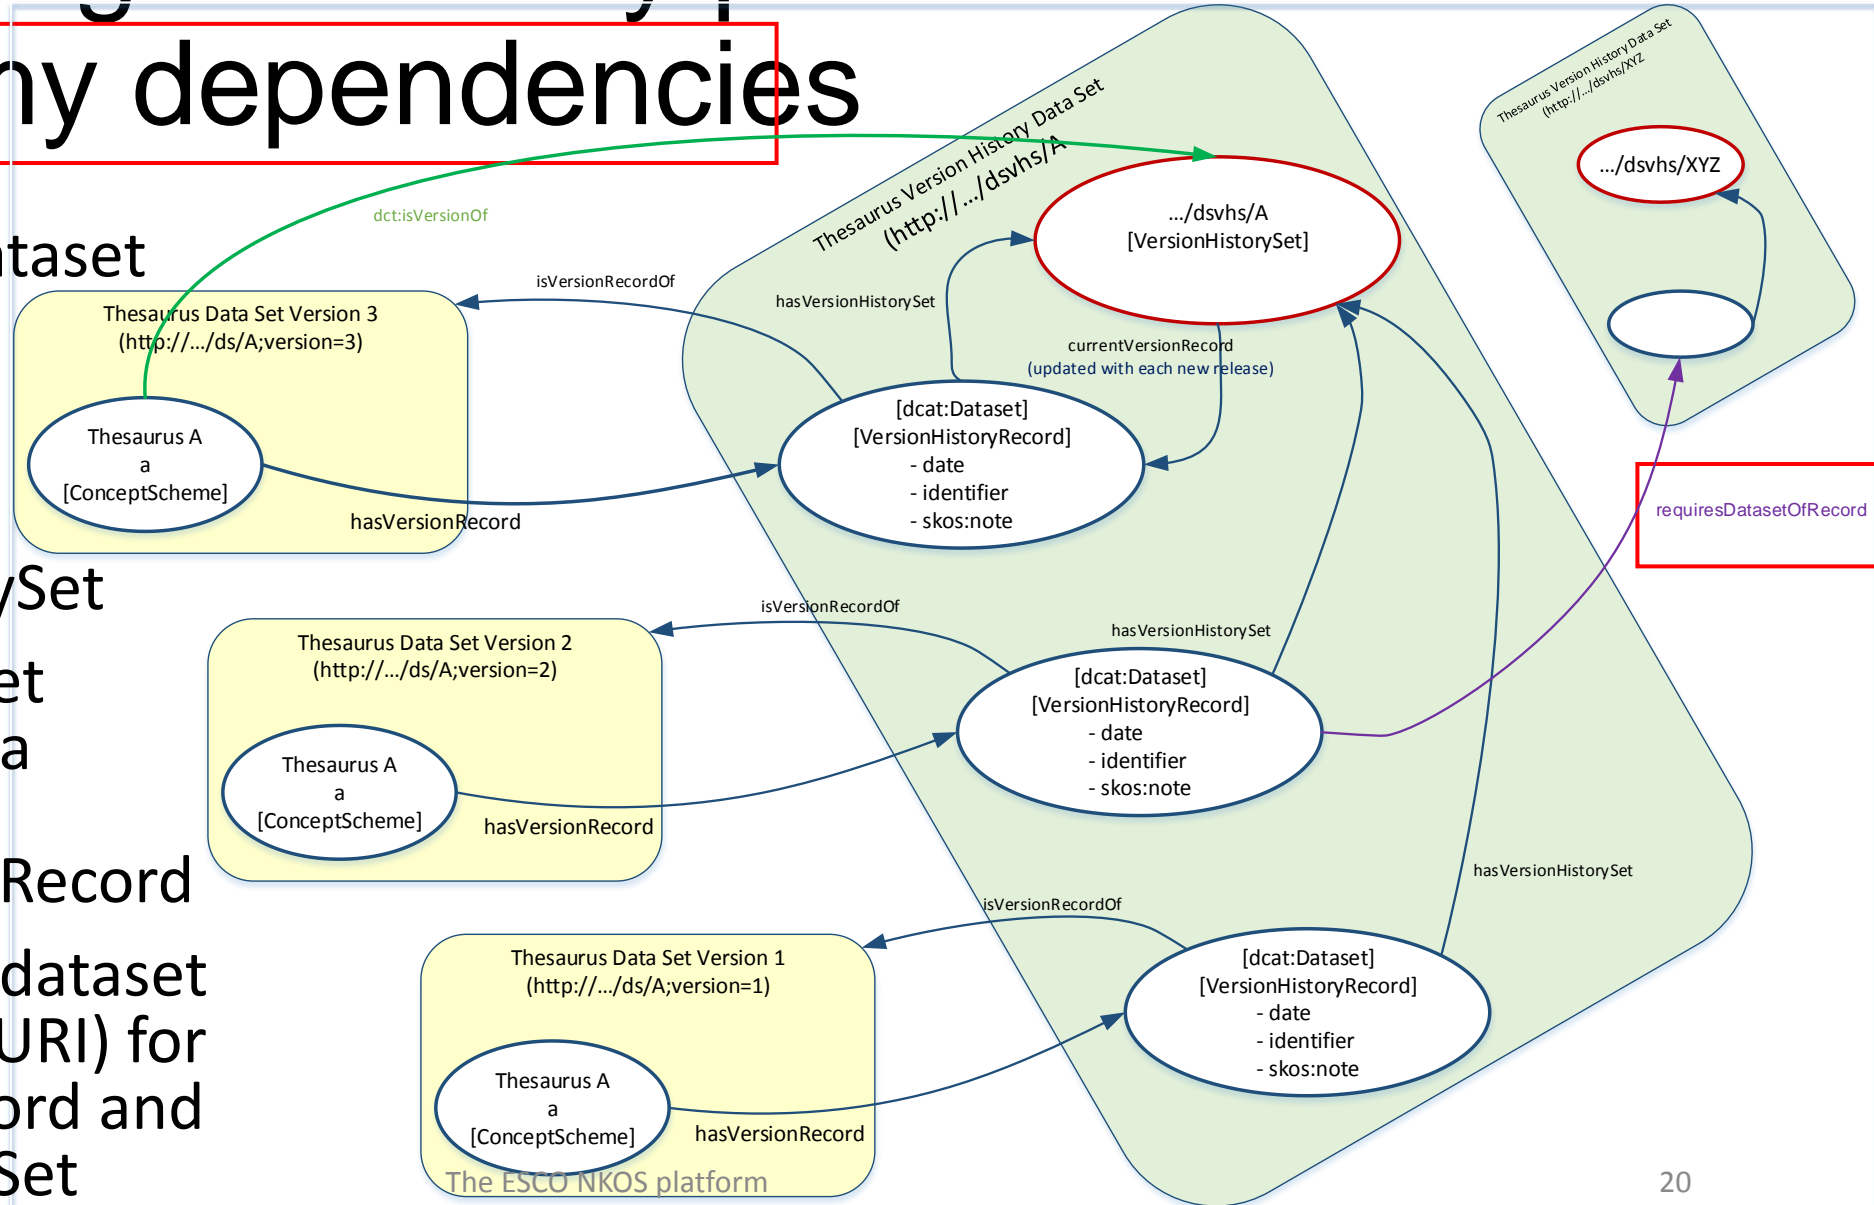 ny dependencies
Thesaurus Version History Data Set
(http://.../dsvhs/A
Thesaurus Version History Data Set
(http://.../dsvhs/XYZ
.../dsvhs/XYZ
.../dsvhs/A
[VersionHistorySet]
dct:isVersionOf
taset
isVersionRecordOf
hasVersionHistorySet
Thesaurus Data Set Version 3
(http://.../ds/A;version=3)
currentVersionRecord
(updated with each new release)
[dcat:Dataset]
[VersionHistoryRecord]
- date
- identifier
- skos:note
Thesaurus A
a
[ConceptScheme]
hasVersionRecord
requiresDatasetOfRecord
ySet
isVersionRecordOf
hasVersionHistorySet
Thesaurus Data Set Version 2
(http://.../ds/A;version=2)
et
a
[dcat:Dataset]
[VersionHistoryRecord]
- date
- identifier
- skos:note
Thesaurus A
a
[ConceptScheme]
hasVersionRecord
Record
hasVersionHistorySet
isVersionRecordOf
Thesaurus Data Set Version 1
(http://.../ds/A;version=1)
dataset
URI) for
ord and
Set
[dcat:Dataset]
[VersionHistoryRecord]
- date
- identifier
- skos:note
Thesaurus A
a
[ConceptScheme]
hasVersionRecord
The ESCO NKOS platform
20